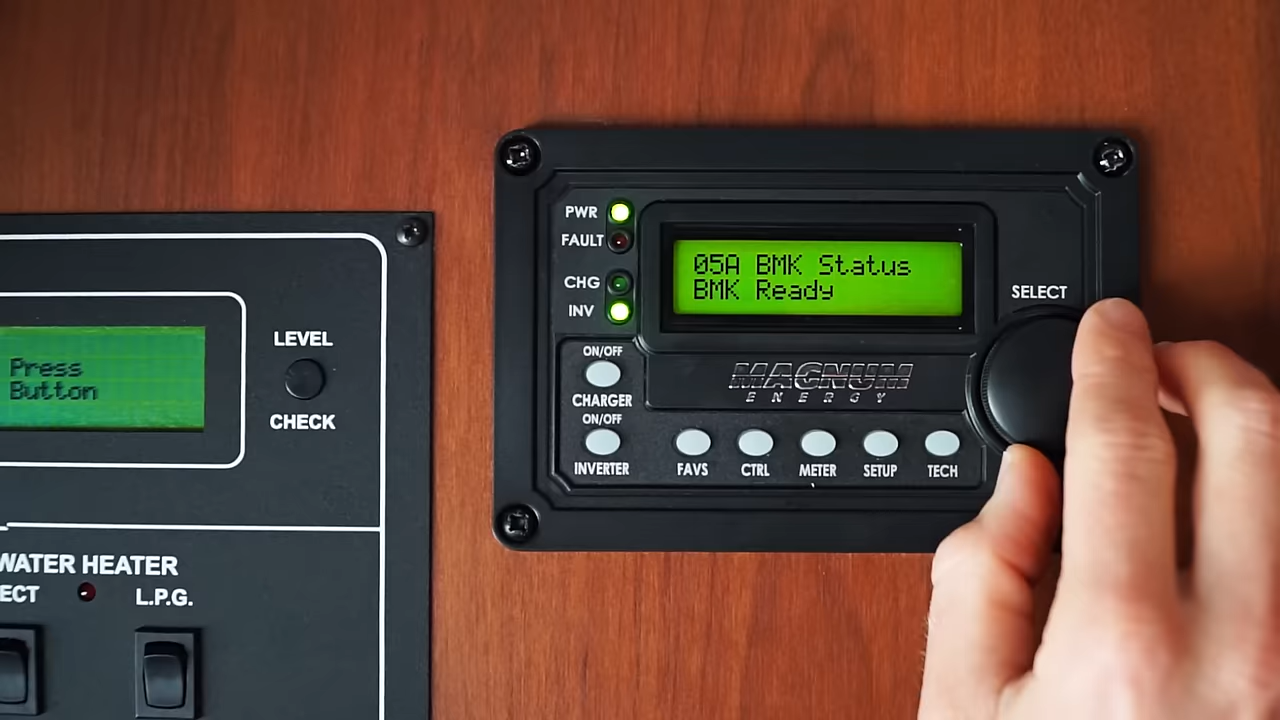 Press
Button
LEVEL
CHECK
WATER HEATER
L.P.G.
PWR
FAULT
CHG
INV
05A BMK Status
BMK Ready
SELECT
MAGNUM
ENERGY
ON/OFF
CHARGER
ON/OFF
INVERTER
FAVS
CTRL
METER
SETUP
TECH